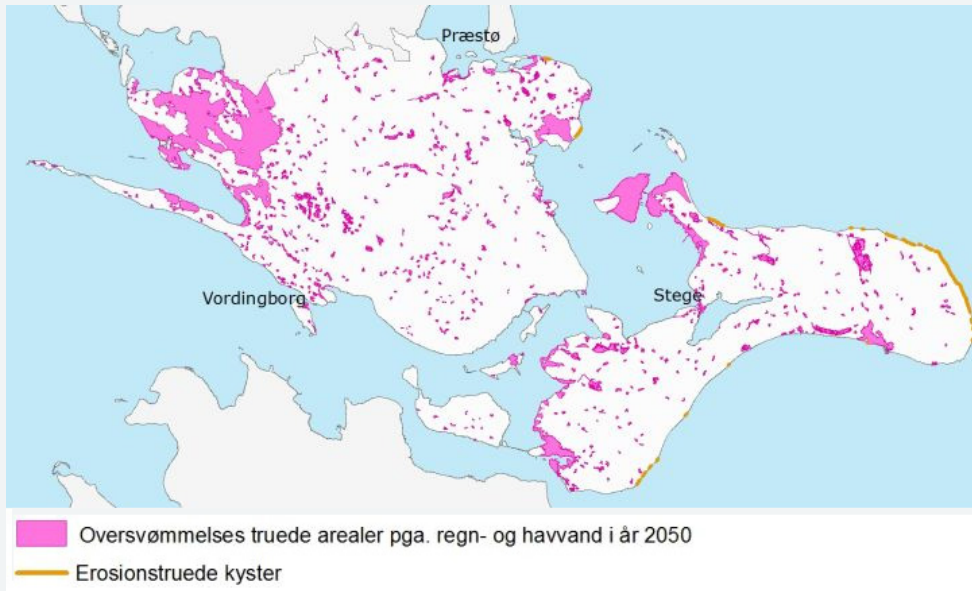 Præstø
Vordingborg
Stege
Oversvømmelses truede arealer pga. regn- og havvand i år 2050
Erosionstruede kyster